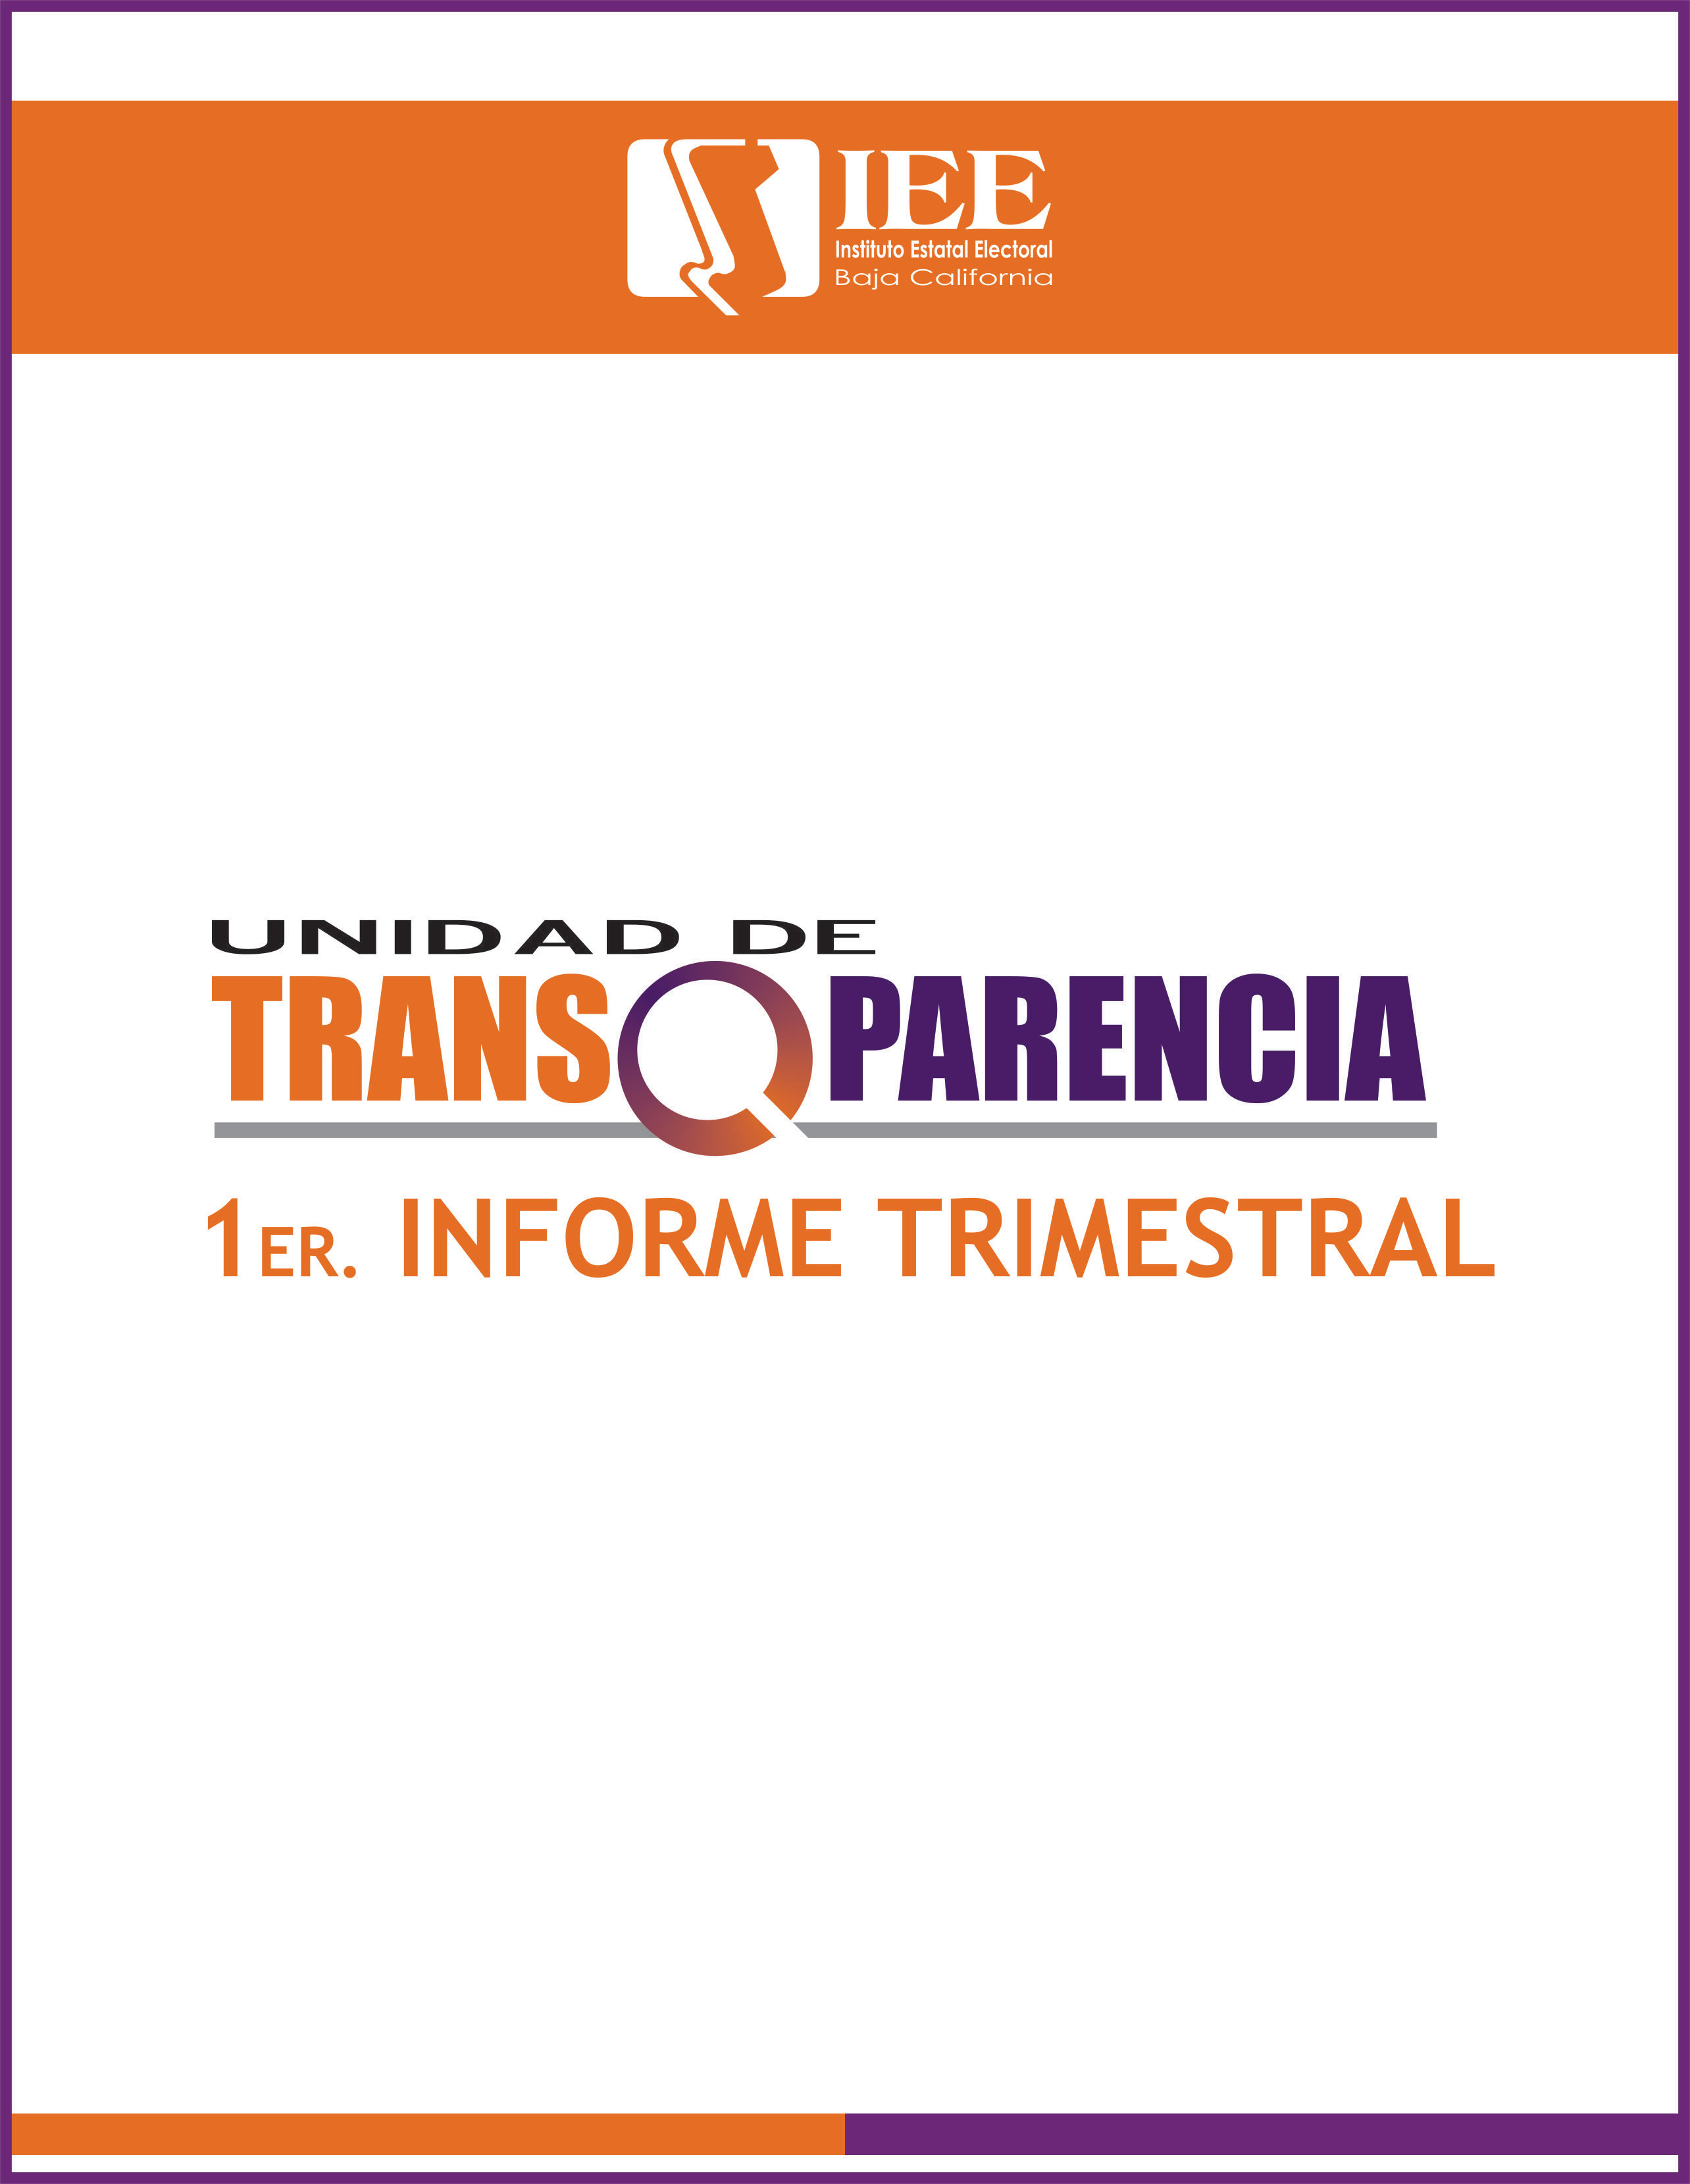 IEE
Instituto Estatal Electoral
Baja California
UNIDAD DE
TRANSPARENCIA
1ER. INFORME TRIMESTRAL